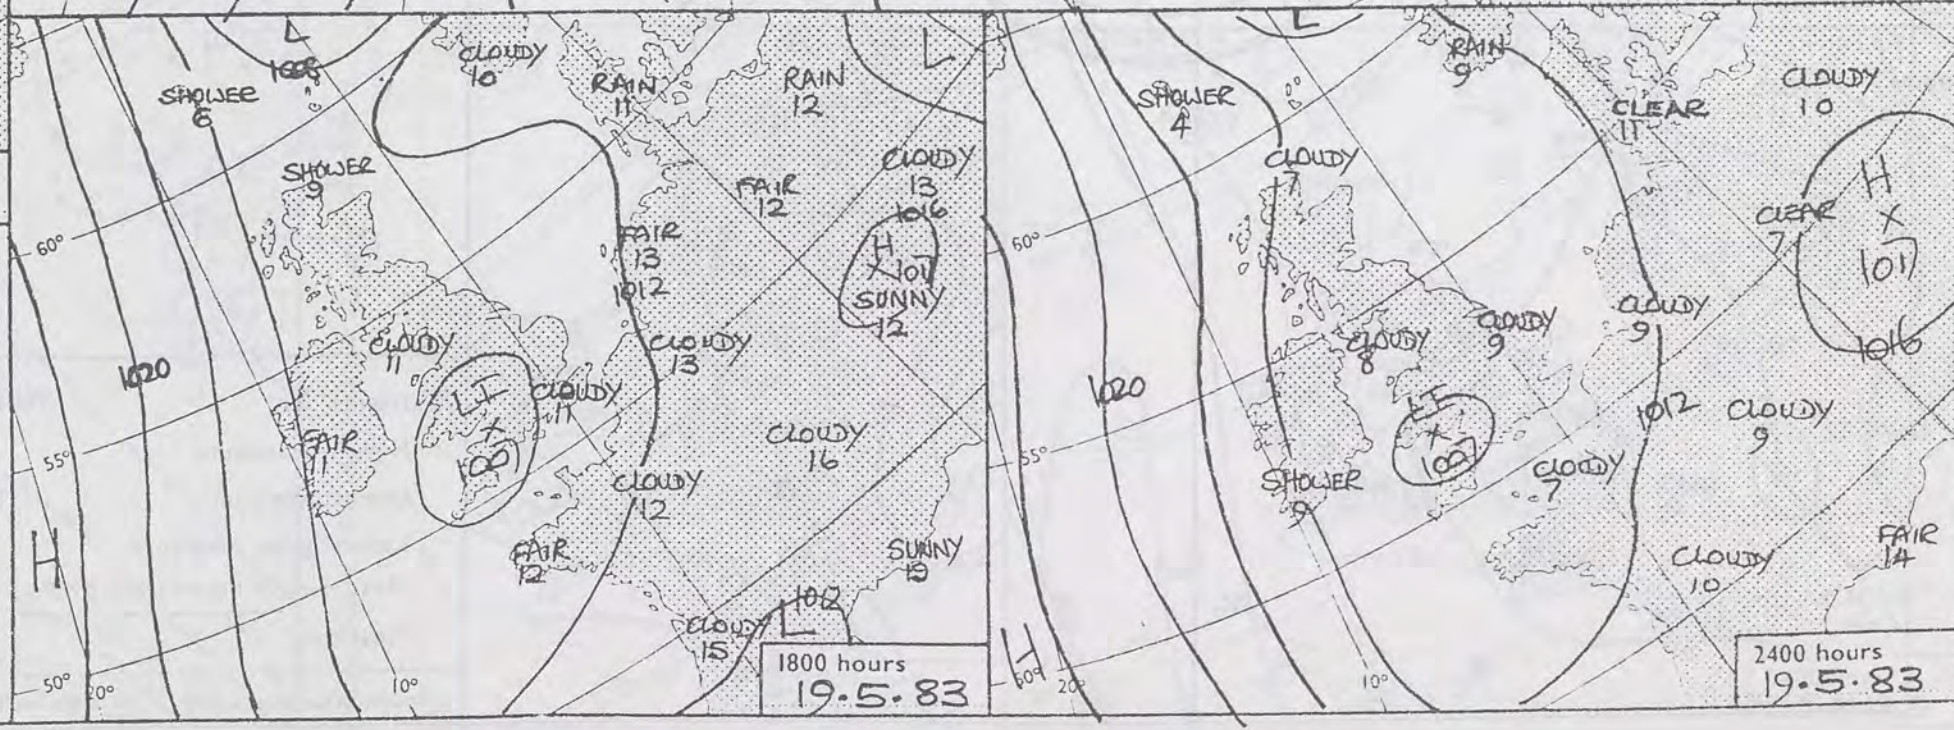 L
1008
SHOWER
6
CLOUDY
10
RAIN
11
RAIN
12
L
SHOWER
9
CLOUDY
13
1016
FAIR
12
FAIR
13
1012
H
X 1017
SUNNY
12
60°
CLOUDY
11
1020
CLOUDY
13
X
1007
CLOUDY
11
FAIR
11
CLOUDY
16
55°
CLOUDY
12
H
FAIR
12
SUNNY
19
1012
L
CLOUDY
15
50°
20°
10°
1800 hours
19.5.83
L
RAIN
9
CLOUDY
10
SHOWER
4
CLEAR
11
CLOUDY
7
H
X
1017
1016
CLEAR
7
60°
CLOUDY
9
CLOUDY
9
CLOUDY
8
1020
X
1007
1012
CLOUDY
9
55°
SHOWER
9
CLOUDY
7
FAIR
14
CLOUDY
10
H
20°
10°
2400 hours
19.5.83